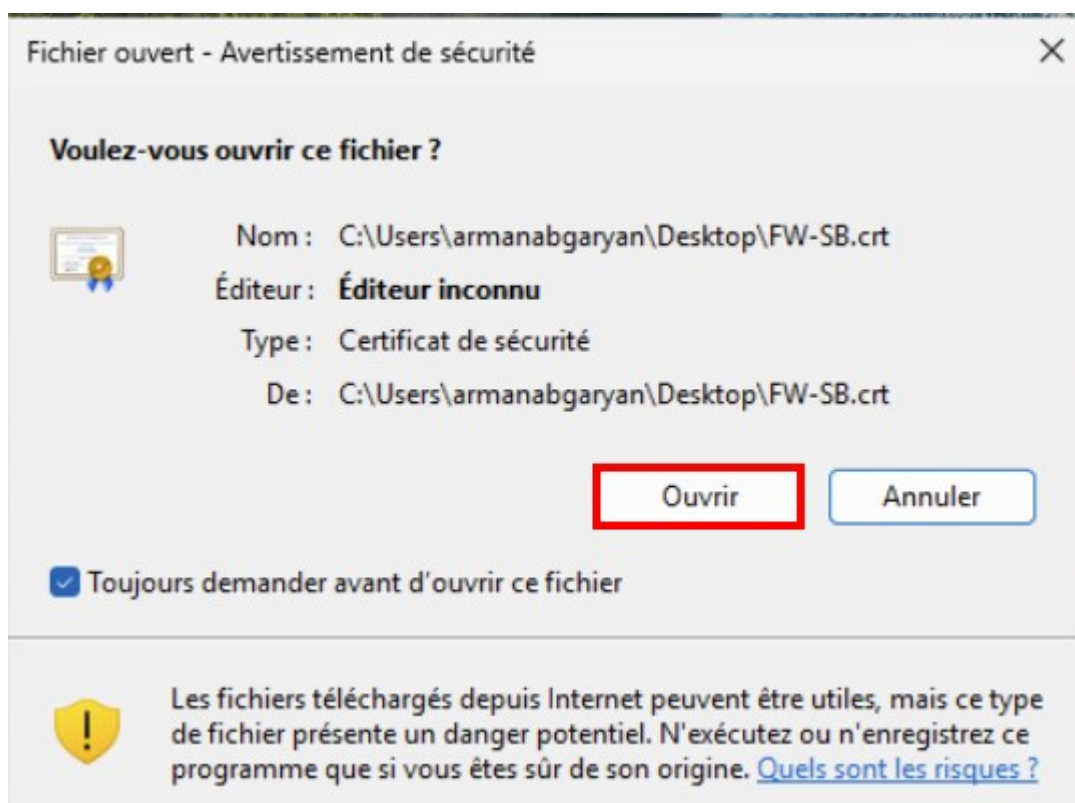 Fichier ouvert - Avertissement de sécurité
Voulez-vous ouvrir ce fichier ?
Nom : C:\Users\armanabgaryan\Desktop\FW-SB.crt
Éditeur : Éditeur inconnu
Type : Certificat de sécurité
De : C:\Users\armanabgaryan\Desktop\FW-SB.crt
Ouvrir Annuler
Toujours demander avant d'ouvrir ce fichier
Les fichiers téléchargés depuis Internet peuvent être utiles, mais ce type
de fichier présente un danger potentiel. N'exécutez ou n'enregistrez ce
programme que si vous êtes sûr de son origine. Quels sont les risques ?